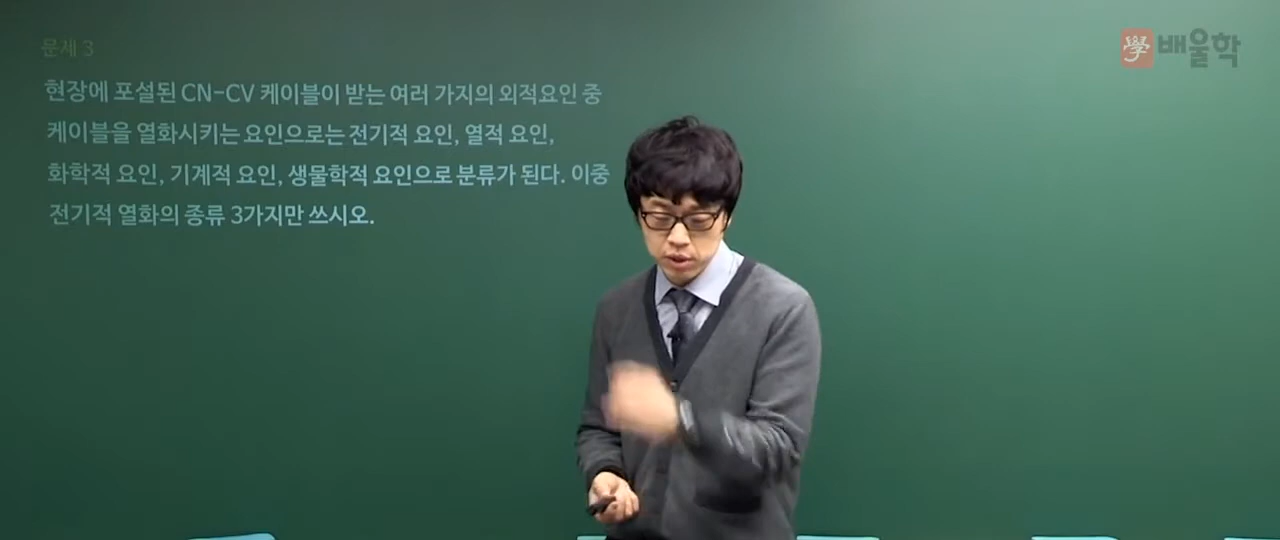 문제 3
현장에 포설된 CN-CV 케이블이 받는 여러 가지의 외적요인 중
케이블을 열화시키는 요인으로는 전기적 요인, 열적 요인,
화학적 요인, 기계적 요인, 생물학적 요인으로 분류가 된다. 이중
전기적 열화의 종류 3가지만 쓰시오.
學 배울학